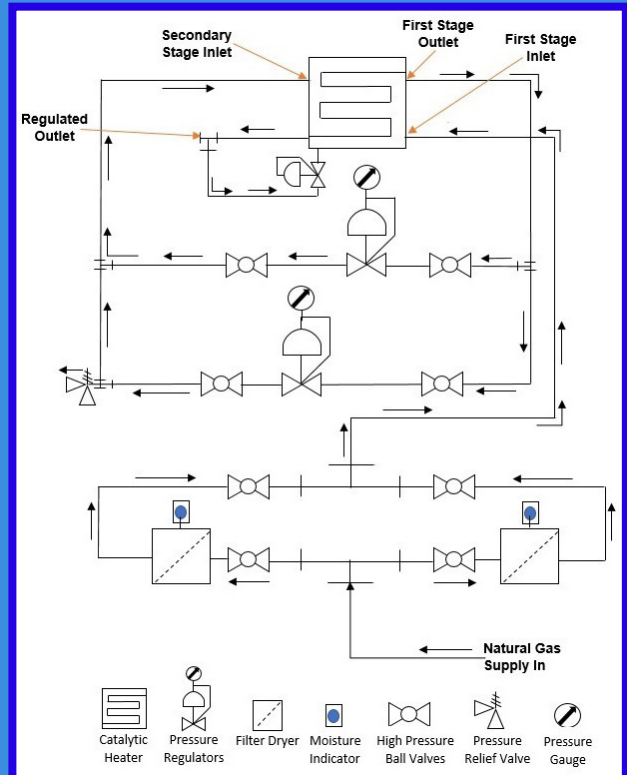 Secondary
Stage Inlet
First Stage
Outlet
First Stage
Inlet
Regulated
Outlet
Natural Gas
Supply In
Catalytic
Heater
Pressure
Regulators
Filter Dryer
Moisture
Indicator
High Pressure
Ball Valves
Pressure
Relief Valve
Pressure
Gauge